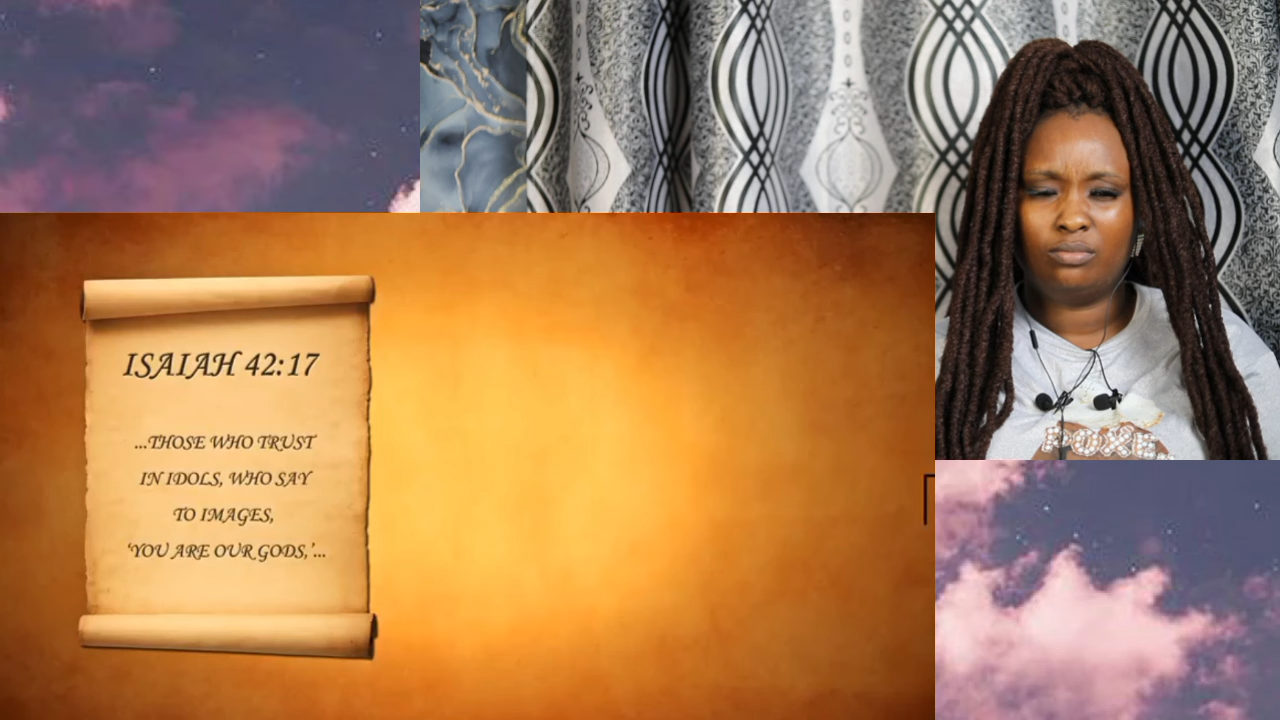 ISAIAH 42:17
...THOSE WHO TRUST
IN IDOLS, WHO SAY
TO IMAGES,
'YOU ARE OUR GODS,'...